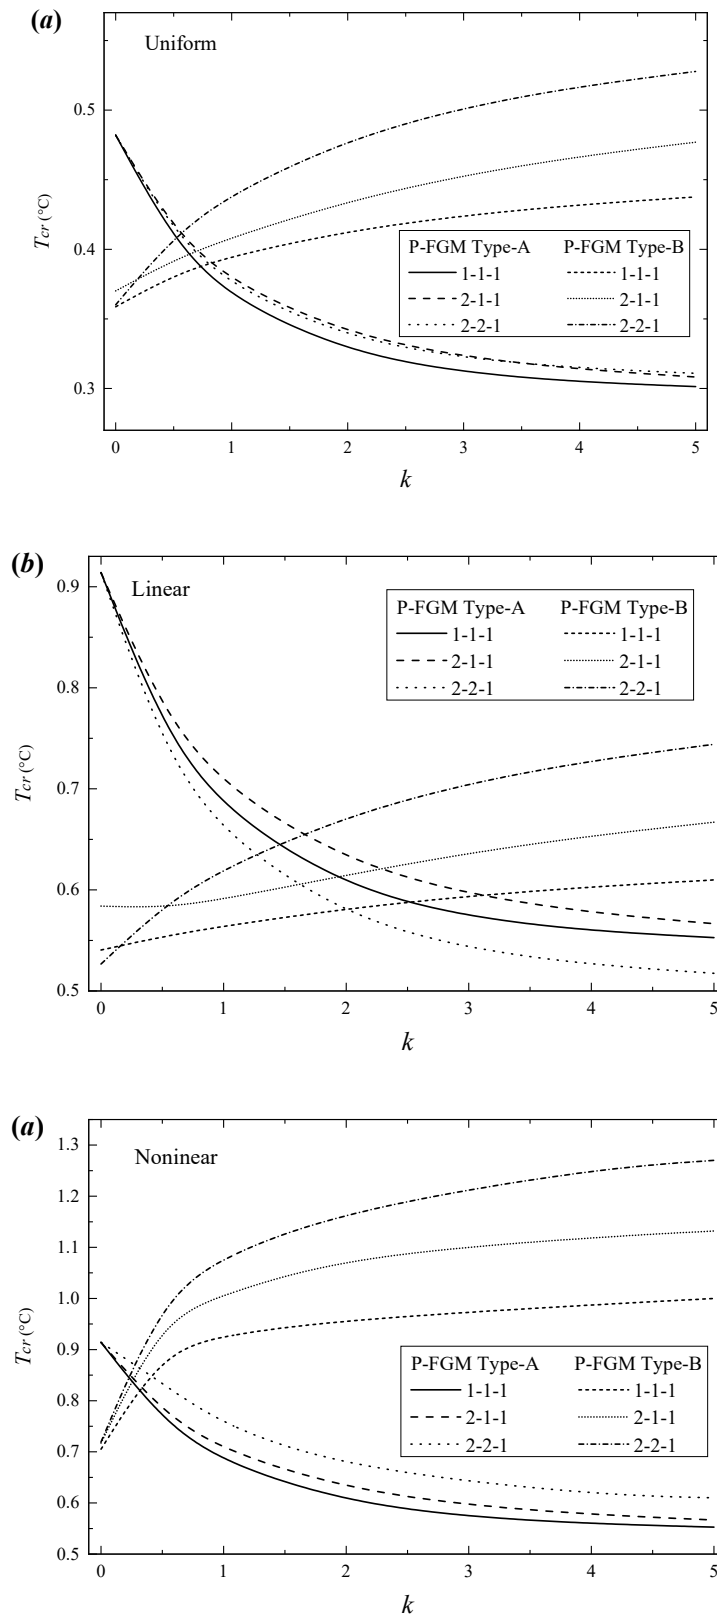 (a)
Uniform
0.5
0.4
0.3
Tcr (°C)
P-FGM Type-A P-FGM Type-B
1-1-1 1-1-1
2-1-1 2-1-1
2-2-1 2-2-1
0 1 2 3 4 5
k
(b)
Linear
0.9
0.8
0.7
0.6
0.5
Tcr (°C)
P-FGM Type-A P-FGM Type-B
1-1-1 1-1-1
2-1-1 2-1-1
2-2-1 2-2-1
0 1 2 3 4 5
k
(a)
Noninear
1.3
1.2
1.1
1.0
0.9
0.8
0.7
0.6
0.5
Tcr (°C)
P-FGM Type-A P-FGM Type-B
1-1-1 1-1-1
2-1-1 2-1-1
2-2-1 2-2-1
0 1 2 3 4 5
k